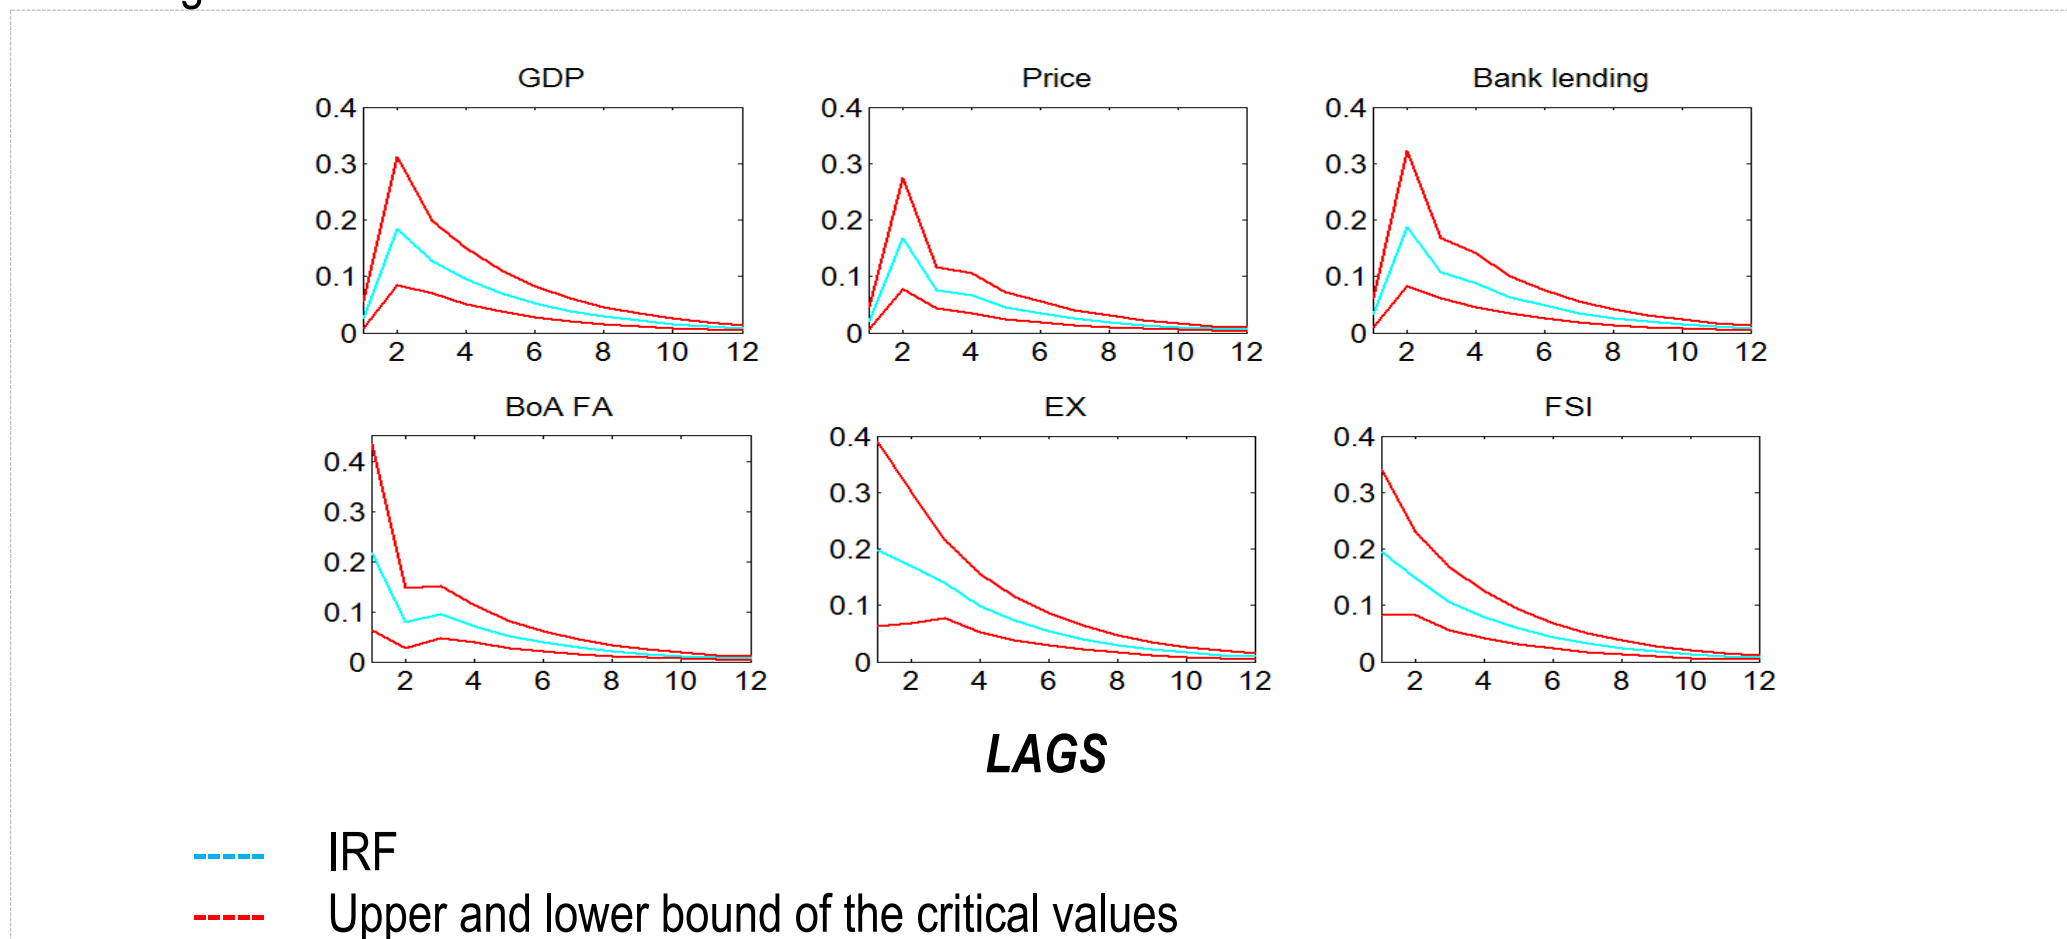 GDP Price Bank lending
0.4 0.4 0.4
0.3 0.3 0.3
0.2 0.2 0.2
0.1 0.1 0.1
0 0 0
2 4 6 8 10 12 2 4 6 8 10 12 2 4 6 8 10 12
BoA FA EX FSI
0.4 0.4 0.4
0.3 0.3 0.3
0.2 0.2 0.2
0.1 0.1 0.1
0 0 0
2 4 6 8 10 12 2 4 6 8 10 12 2 4 6 8 10 12
LAGS
IRF
Upper and lower bound of the critical values